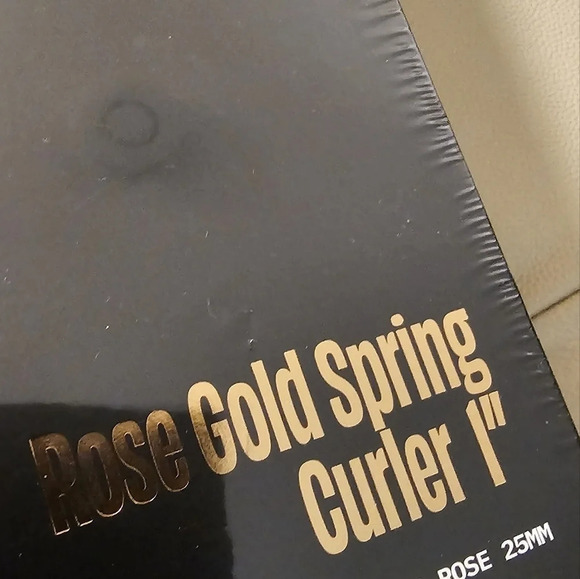 Rose Gold Spring
Curler 1"
ROSE 25MM